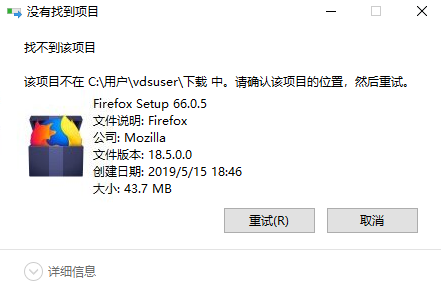 没有找到项目
找不到该项目
该项目不在 C:\用户\vdsuser\下载 中。请确认该项目的位置，然后重试。
Firefox Setup 66.0.5
文件说明: Firefox
公司: Mozilla
文件版本: 18.5.0.0
创建日期: 2019/5/15 18:46
大小: 43.7 MB
重试(R)
取消
详细信息